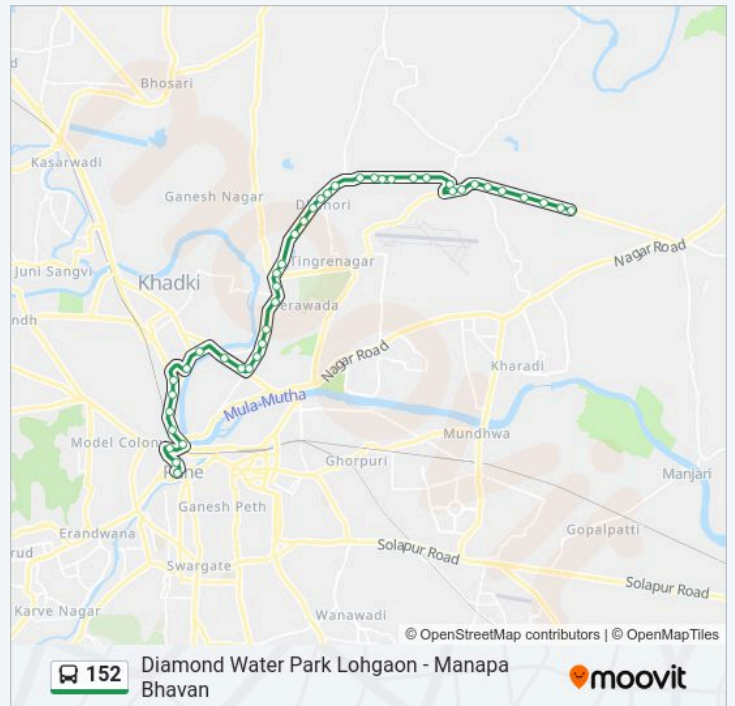 Bhosari
Kasarwadi
Ganesh Nagar
Dhanori
Juni Sangvi
Tingrenagar
Nagar Road
Khadki
ndh
Yerawada
Nagar Road
Kharadi
Mula-Mutha
Model Colony
Mundhwa
Ghorpuri
Pune
Manjari
Ganesh Peth
Erandwana
Gopalpatti
Solapur Road
rud
Swargate
Solapur Road
Karve Nagar
Wanawadi
© OpenStreetMap contributors | © OpenMapTiles
152
Diamond Water Park Lohgaon - Manapa
Bhavan
moovit